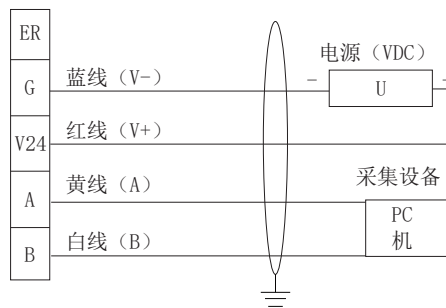 ER
电源（VDC）
蓝线（V-）
G
－ U －
红线（V+）
V24
黄线（A）
采集设备
A
PC
机
白线（B）
B